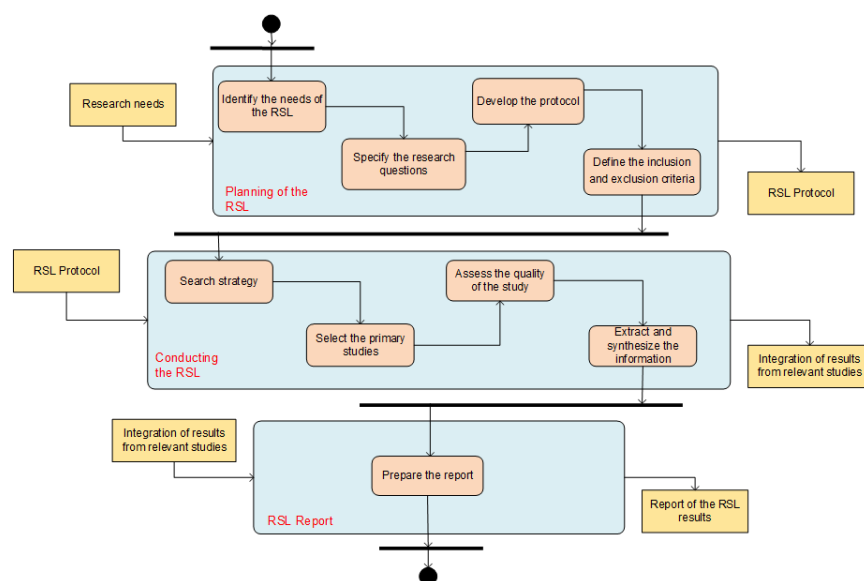 Research needs
Identify the needs of
the RSL
Develop the protocol
Specify the research
questions
Define the inclusion
and exclusion criteria
Planning of the
RSL
RSL Protocol
RSL Protocol
Search strategy
Assess the quality
of the study
Select the primary
studies
Extract and
synthesize the
information
Conducting
the RSL
Integration of results
from relevant studies
Integration of results
from relevant studies
Prepare the report
RSL Report
Report of the RSL
results